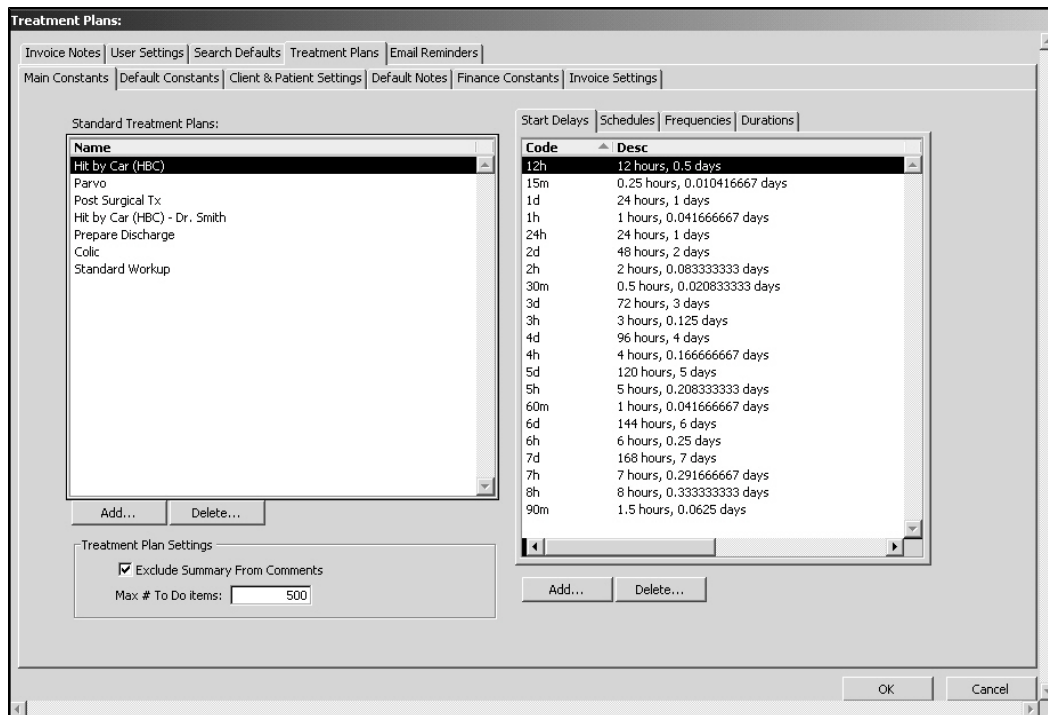 Treatment Plans:
Invoice Notes User Settings Search Defaults Treatment Plans Email Reminders
Main Constants Default Constants Client & Patient Settings Default Notes Finance Constants Invoice Settings
Standard Treatment Plans:
Name
Hit by Car (HBC)
Parvo
Post Surgical Tx
Hit by Car (HBC) - Dr. Smith
Prepare Discharge
Colic
Standard Workup
Add... Delete...
Treatment Plan Settings
Exclude Summary From Comments
Max # To Do items: 500
Start Delays Schedules Frequencies Durations
Code Desc
12h 12 hours, 0.5 days
15m 0.25 hours, 0.010416667 days
1d 24 hours, 1 days
1h 1 hours, 0.041666667 days
24h 24 hours, 1 days
2d 48 hours, 2 days
2h 2 hours, 0.083333333 days
30m 0.5 hours, 0.020833333 days
3d 72 hours, 3 days
3h 3 hours, 0.125 days
4d 96 hours, 4 days
4h 4 hours, 0.166666667 days
5d 120 hours, 5 days
5h 5 hours, 0.208333333 days
60m 1 hours, 0.041666667 days
6d 144 hours, 6 days
6h 6 hours, 0.25 days
7d 168 hours, 7 days
7h 7 hours, 0.291666667 days
8h 8 hours, 0.333333333 days
90m 1.5 hours, 0.0625 days
Add... Delete...
OK Cancel